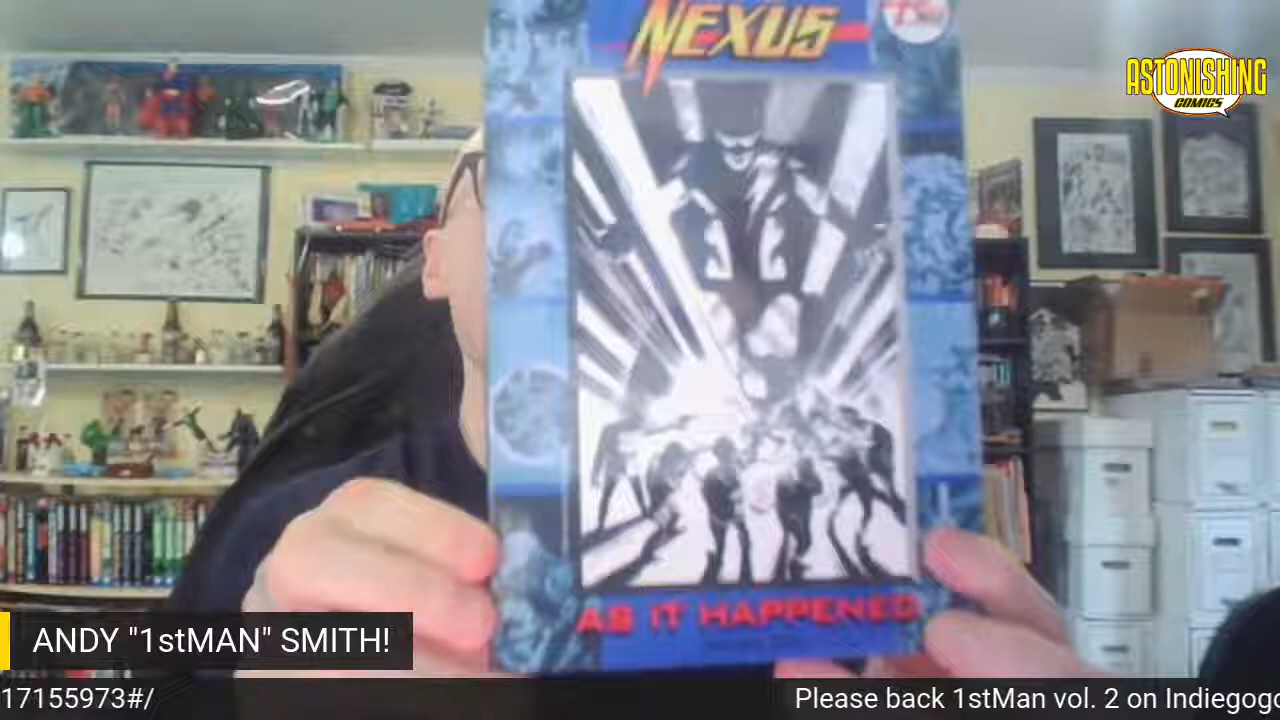 NEXUS
ASTONISHING
COMICS
AS IT HAPPENED
ANDY "1stMAN" SMITH!
17155973#/
Please back 1stMan vol. 2 on Indiegogo